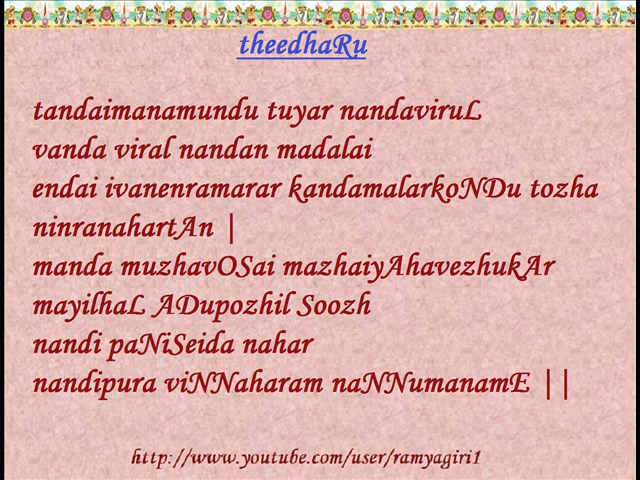 theedhaRu
tandaimanamundu tuyar nandaviruL
vanda viral nandan madalai
endai ivanenramarar kandamalarkoNDu tozha
ninranahartAn |
manda muzhavOSai mazhaiyAhavezhukAr
mayilhaL ADupozhil Soozh
nandi paNiSeida nahar
nandipura viNNaharam naNNumanamE ||
http://www.youtube.com/user/ramyagiri1